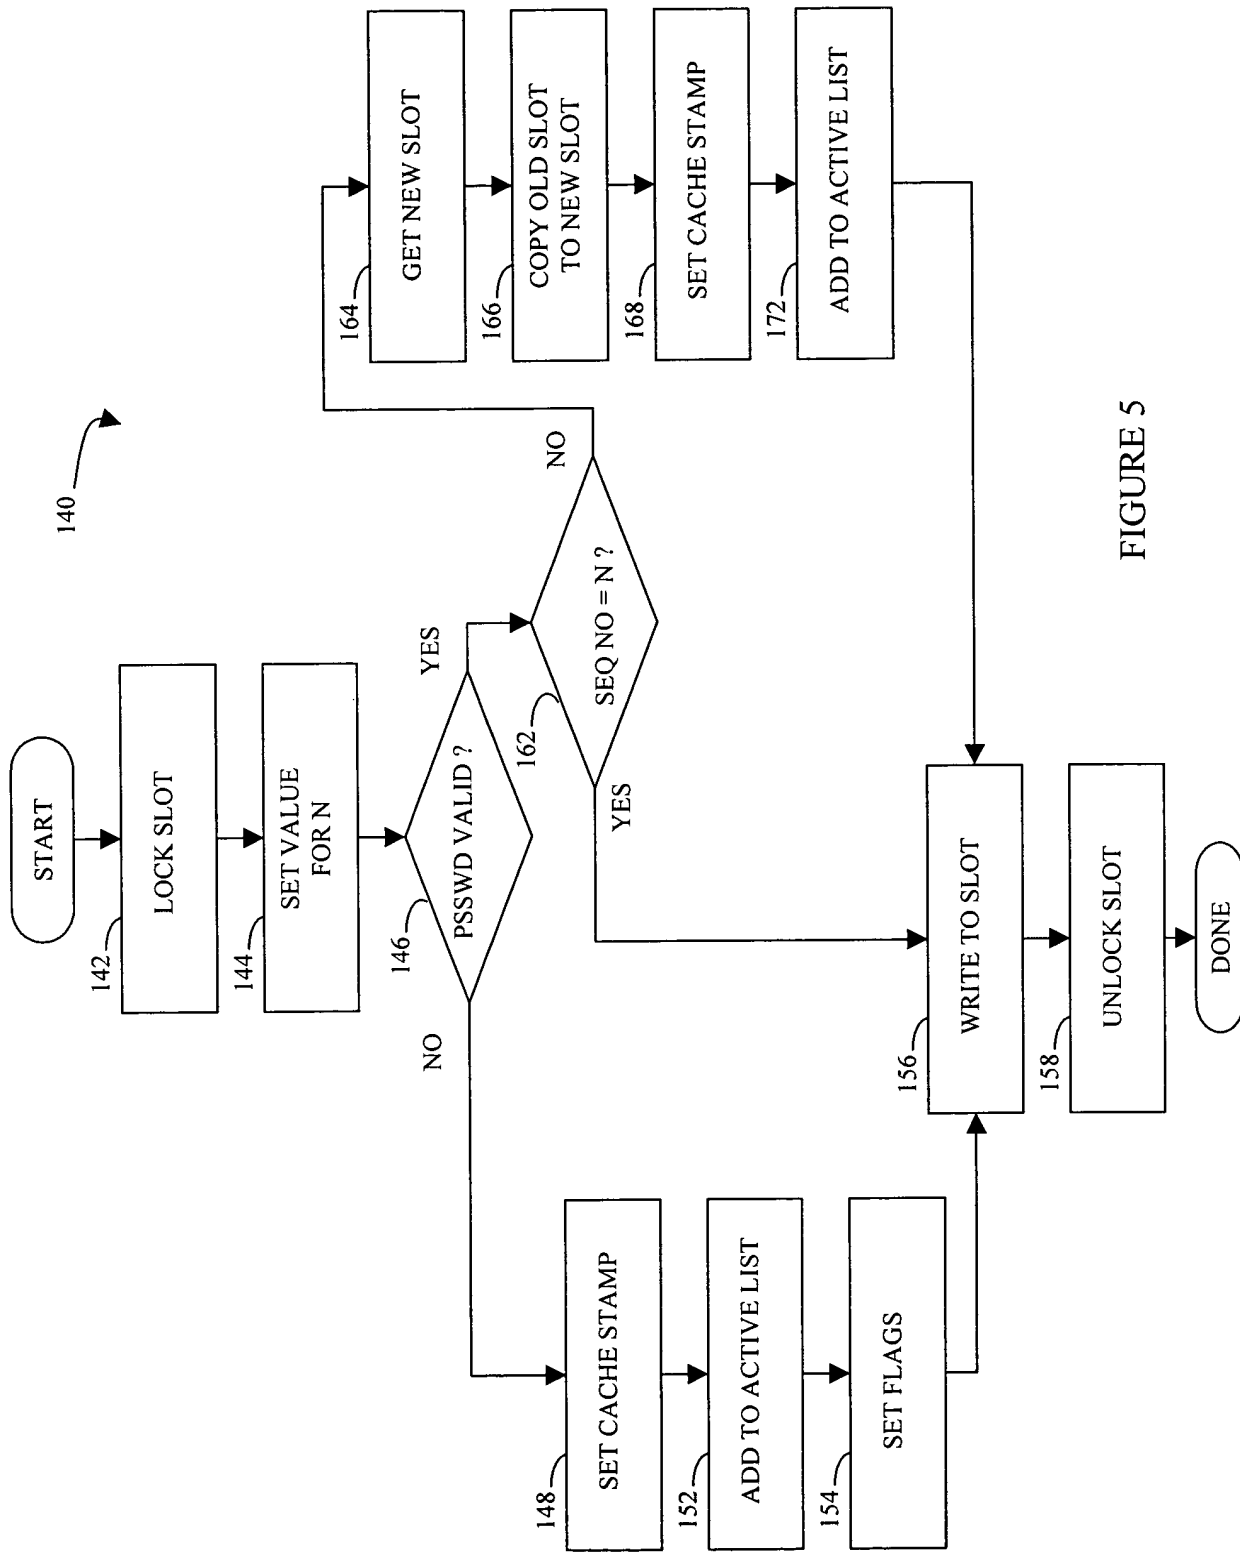 140
START
142
LOCK SLOT
144
SET VALUE
FOR N
146
PSSWD VALID ?
NO
YES
148
SET CACHE STAMP
152
ADD TO ACTIVE LIST
154
SET FLAGS
162
SEQ NO = N ?
YES
NO
164
GET NEW SLOT
166
COPY OLD SLOT
TO NEW SLOT
168
SET CACHE STAMP
172
ADD TO ACTIVE LIST
156
WRITE TO SLOT
158
UNLOCK SLOT
DONE
FIGURE 5